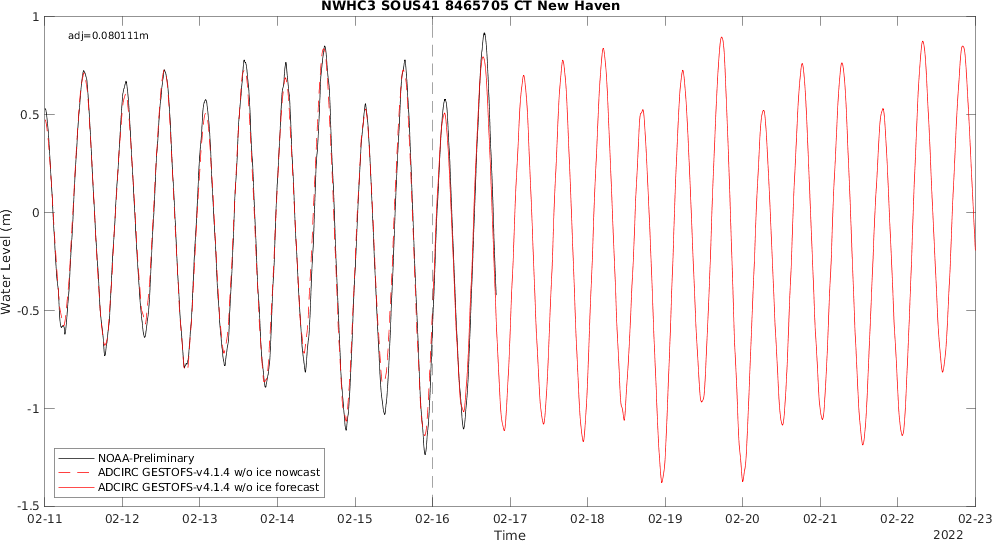 NWHC3 SOUS41 8465705 CT New Haven
adj=0.080111m
Water Level (m)
1
0.5
0
-0.5
-1
-1.5
NOAA-Preliminary
ADCIRC GESTOFS-v4.1.4 w/o ice nowcast
ADCIRC GESTOFS-v4.1.4 w/o ice forecast
02-11 02-12 02-13 02-14 02-15 02-16 02-17 02-18 02-19 02-20 02-21 02-22 02-23
Time
2022